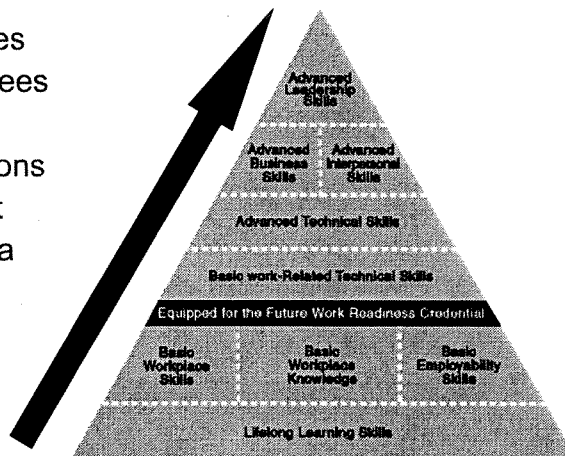 es
ees
ons
t
a
Advanced
Leadership
Skills
Advanced
Business
Skills
Advanced
Interpersonal
Skills
Advanced Technical Skills
Basic work-Related Technical Skills
Equipped for the Future Work Readiness Credential
Basic
Workplace
Skills
Basic
Workplace
Knowledge
Basic
Employability
Skills
Lifelong Learning Skills